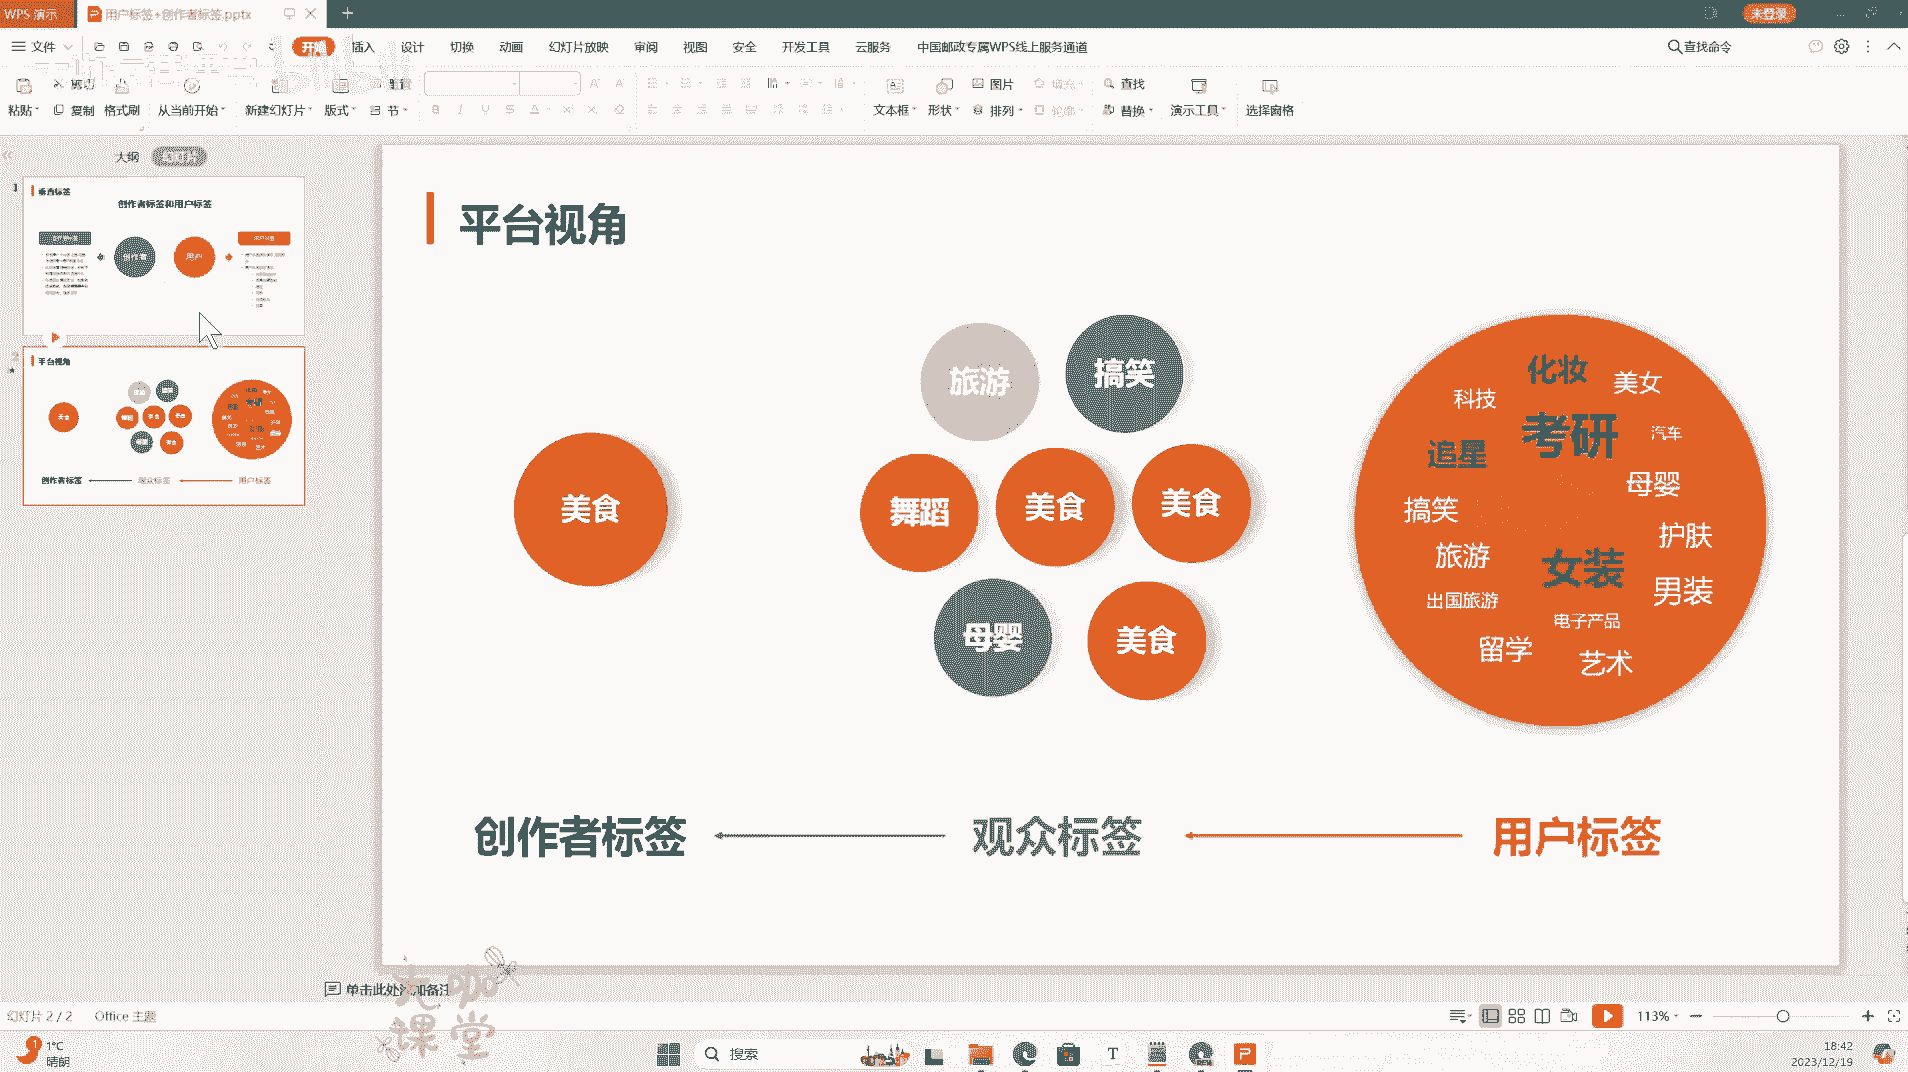 WPS 演示
用户标签+创作者标签.pptx
未登录
文件
开始
插入
设计
切换
动画
幻灯片放映
审阅
视图
安全
开发工具
云服务
中国邮政专属WPS线上服务通道
查找命令
剪切
重置
图片
填充
查找
粘贴
复制
格式刷
从当前开始
新建幻灯片
版式
节
文本框
形状
排列
轮廓
替换
演示工具
选择窗格
大纲
幻灯片
1
垂直标签
创作者标签和用户标签
创作者
用户
2
平台视角
美食
创作者标签
观众标签
用户标签
平台视角
旅游
搞笑
美食
舞蹈
美食
美食
母婴
美食
化妆
美女
科技
考研
汽车
追星
母婴
搞笑
护肤
旅游
女装
男装
出国旅游
电子产品
留学
艺术
创作者标签
观众标签
用户标签
单击此处添加备注
大咖
课堂
幻灯片 2 / 2
Office 主题
113%
1
1°C
晴朗
搜索
18:42
2023/12/19